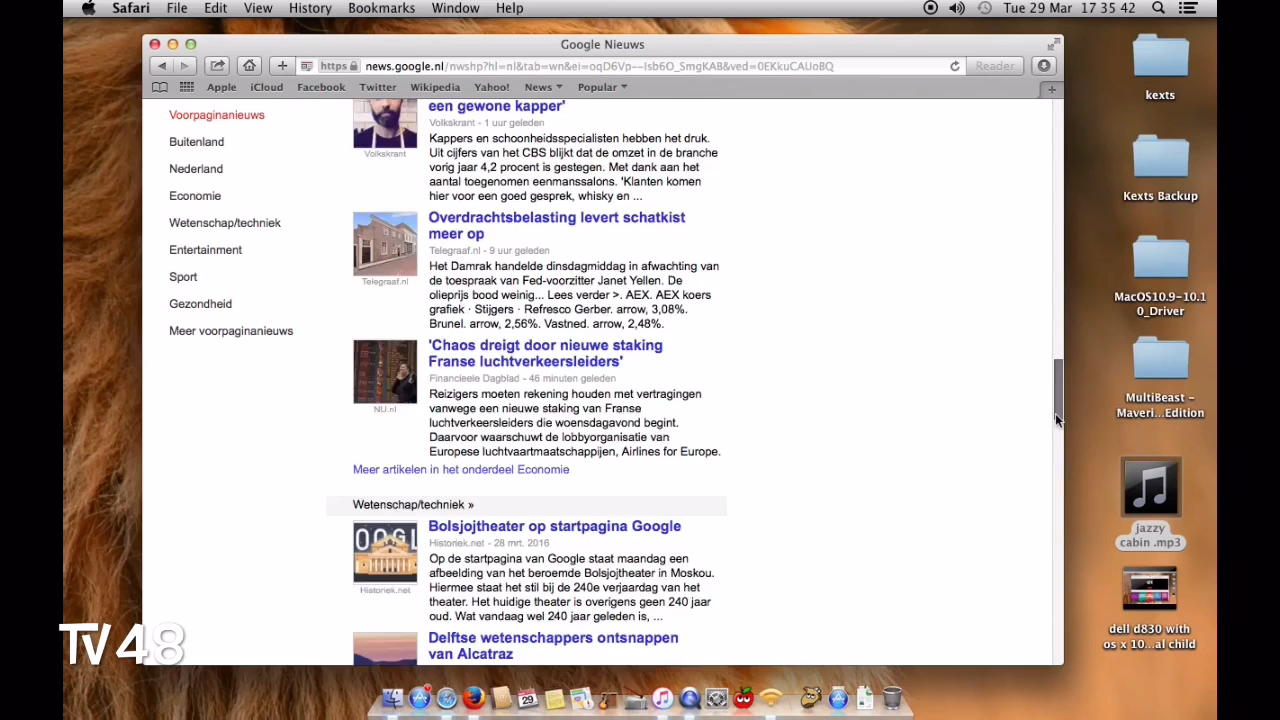 Safari File Edit View History Bookmarks Window Help
Tue 29 Mar 17 35 42
Google Nieuws
https news.google.nl/nwshp?hl=nl&tab=wn&ei=oqD6Vp--Isb6O_SmgKAB&ved=0EKkuCAUoBQ
Reader
Apple iCloud Facebook Twitter Wikipedia Yahoo! News Popular
Voorpaginanieuws
Buitenland
Nederland
Economie
Wetenschap/techniek
Entertainment
Sport
Gezondheid
Meer voorpaginanieuws
een gewone kapper'
Volkskrant - 1 uur geleden
Volkskrant
Kappers en schoonheidsspecialisten hebben het druk.
Uit cijfers van het CBS blijkt dat de omzet in de branche
vorig jaar 4,2 procent is gestegen. Met dank aan het
aantal toegenomen eenmanssalons. 'Klanten komen
hier voor een goed gesprek, whisky en ...
Overdrachtsbelasting levert schatkist
meer op
Telegraaf.nl - 9 uur geleden
Telegraaf.nl
Het Damrak handelde dinsdagmiddag in afwachting van
de toespraak van Fed-voorzitter Janet Yellen. De
olieprijs bood weinig... Lees verder >. AEX. AEX koers
grafiek · Stijgers · Refresco Gerber. arrow, 3,08%.
Brunel. arrow, 2,56%. Vastned. arrow, 2,48%.
'Chaos dreigt door nieuwe staking
Franse luchtverkeersleiders'
Financieele Dagblad - 46 minuten geleden
NU.nl
Reizigers moeten rekening houden met vertragingen
vanwege een nieuwe staking van Franse
luchtverkeersleiders die woensdagavond begint.
Daarvoor waarschuwt de lobbyorganisatie van
Europese luchtvaartmaatschappijen, Airlines for Europe.
Meer artikelen in het onderdeel Economie
Wetenschap/techniek »
Bolsjojtheater op startpagina Google
Historiek.net - 28 mrt. 2016
OOGL
Historiek.net
Op de startpagina van Google staat maandag een
afbeelding van het beroemde Bolsjojtheater in Moskou.
Hiermee staat het stil bij de 240e verjaardag van het
theater. Het huidige theater is overigens geen 240 jaar
oud. Wat vandaag wel 240 jaar geleden is, ...
Delftse wetenschappers ontsnappen
van Alcatraz
kexts
Kexts Backup
MacOS10.9-10.1
0_Driver
MultiBeast -
Maveri...Edition
jazzy
cabin .mp3
dell d830 with
os x 10...al child
TV48
29